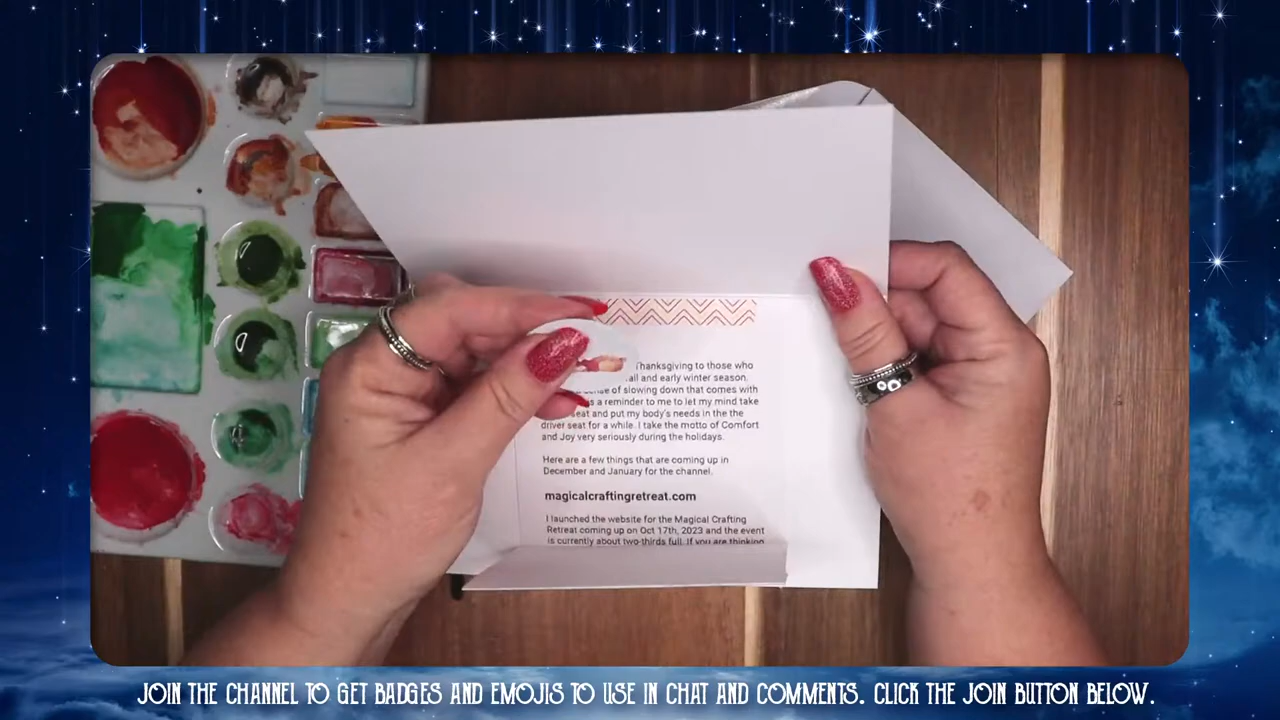 Thanksgiving to those who
all and early winter season.
sense of slowing down that comes with
s a reminder to me to let my mind take
seat and put my body's needs in the the
driver seat for a while. I take the motto of Comfort
and Joy very seriously during the holidays.
Here are a few things that are coming up in
December and January for the channel.
magicalcraftingretreat.com
I launched the website for the Magical Crafting
Retreat coming up on Oct 17th, 2023 and the event
is currently about two-thirds full. If you are thinking
JOIN THE CHANNEL TO GET BADGES AND EMOJIS TO USE IN CHAT AND COMMENTS. CLICK THE JOIN BUTTON BELOW.